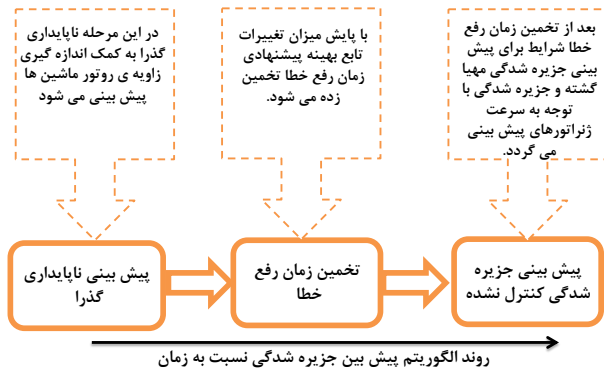 در این مرحله ناپایداری
گذرا به کمک اندازه گیری
زاویه ی روتور ماشین ها
پیش بینی می شود
با پایش میزان تغییرات
تابع بهینه پیشنهادی
زمان رفع خطا تخمین
زده می شود.
بعد از تخمین زمان رفع
خطا شرایط برای پیش
بینی جزیره شدگی مهیا
گشته و جزیره شدگی با
توجه به سرعت
ژنراتورهای پیش بینی
می گردد.
پیش بینی ناپایداری
گذرا
تخمین زمان رفع
خطا
پیش بینی جزیره
شدگی کنترل نشده
روند الگوریتم پیش بین جزیره شدگی نسبت به زمان